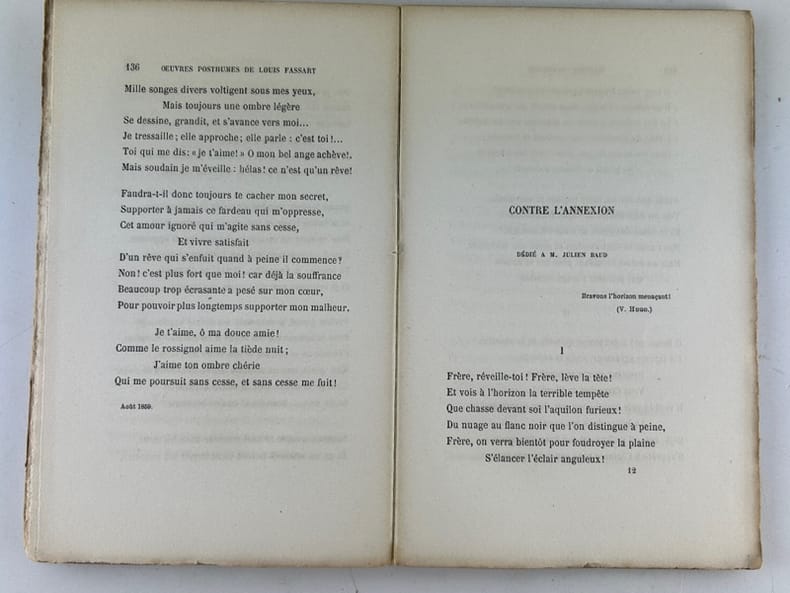 136 OEUVRES POSTHUMES DE LOUIS FASSART
Mille songes divers voltigent sous mes yeux,
Mais toujours une ombre légère
Se dessine, grandit, et s'avance vers moi...
Je tressaille; elle approche; elle parle : c'est toi!...
Toi qui me dis: «je t'aime!» O mon bel ange achève!.
Mais soudain je m'éveille : hélas! ce n'est qu'un rêve!
Faudra-t-il donc toujours te cacher mon secret,
Supporter à jamais ce fardeau qui m'oppresse,
Cet amour ignoré qui m'agite sans cesse,
Et vivre satisfait
D'un rêve qui s'enfuit quand à peine il commence?
Non! c'est plus fort que moi! car déjà la souffrance
Beaucoup trop écrasante a pesé sur mon cœur,
Pour pouvoir plus longtemps supporter mon malheur.
Je t'aime, ô ma douce amie!
Comme le rossignol aime la tiède nuit;
J'aime ton ombre chérie
Qui me poursuit sans cesse, et sans cesse me fuit!
Août 1859.
CONTRE L'ANNEXION
DÉDIÉ A M. JULIEN BAUD
Bravons l'horizon menaçant!
(V. HUGO.)
I
Frère, réveille-toi! Frère, lève la tête!
Et vois à l'horizon la terrible tempête
Que chasse devant soi l'aquilon furieux!
Du nuage au flanc noir que l'on distingue à peine,
Frère, on verra bientôt pour foudroyer la plaine
S'élancer l'éclair anguleux!
12